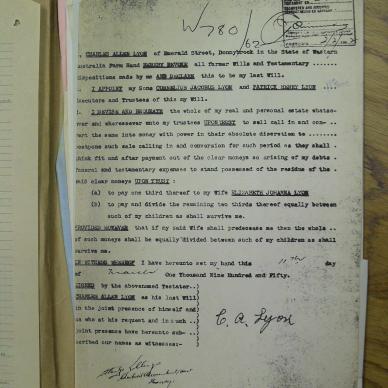 W780/62
I, CHARLES ALLAN LYON of Emerald Street, Donnybrook in the State of Western
Australia Farm Hand HEREBY REVOKE all former Wills and Testamentary ......
dispositions made by me AND DECLARE this to be my last Will.
I APPOINT my Sons CORNELIUS JACOBUS LYON and PATRICK HENRY LYON
Executors and Trustees of this my Will.
I DEVISE AND BEQUEATH the whole of my real and personal estate whatso-
ever and wheresoever unto my trustees UPON TRUST to sell call in and con-
vert the same into money with power in their absolute discretion to ......
postpone such sale calling in and conversion for such period as they shall
think fit and after payment out of the clear moneys so arising of my debts
funeral and testamentary expenses to stand possessed of the residue of the
said clear moneys UPON TRUST :
(a) to pay one third thereof to my Wife ELIZABETH JOHANNA LYON
(b) to pay and divide the remaining two thirds thereof equally between
such of my children as shall survive me.
PROVIDED HOWEVER that if my said Wife shall predecease me then the whole ..
of such moneys shall be equally divided between such of my children as shall
survive me.
IN WITNESS WHEREOF I have hereunto set my hand this 11th day
of March One Thousand Nine Hundred and Fifty.
SIGNED by the abovenamed Testator..)
CHARLES ALLAN LYON as his last Will)
in the joint presence of himself and)
us who at his request and in such ..)
joint presence have hereunto sub-..)
scribed our names as witnesses:-
C. A. Lyon